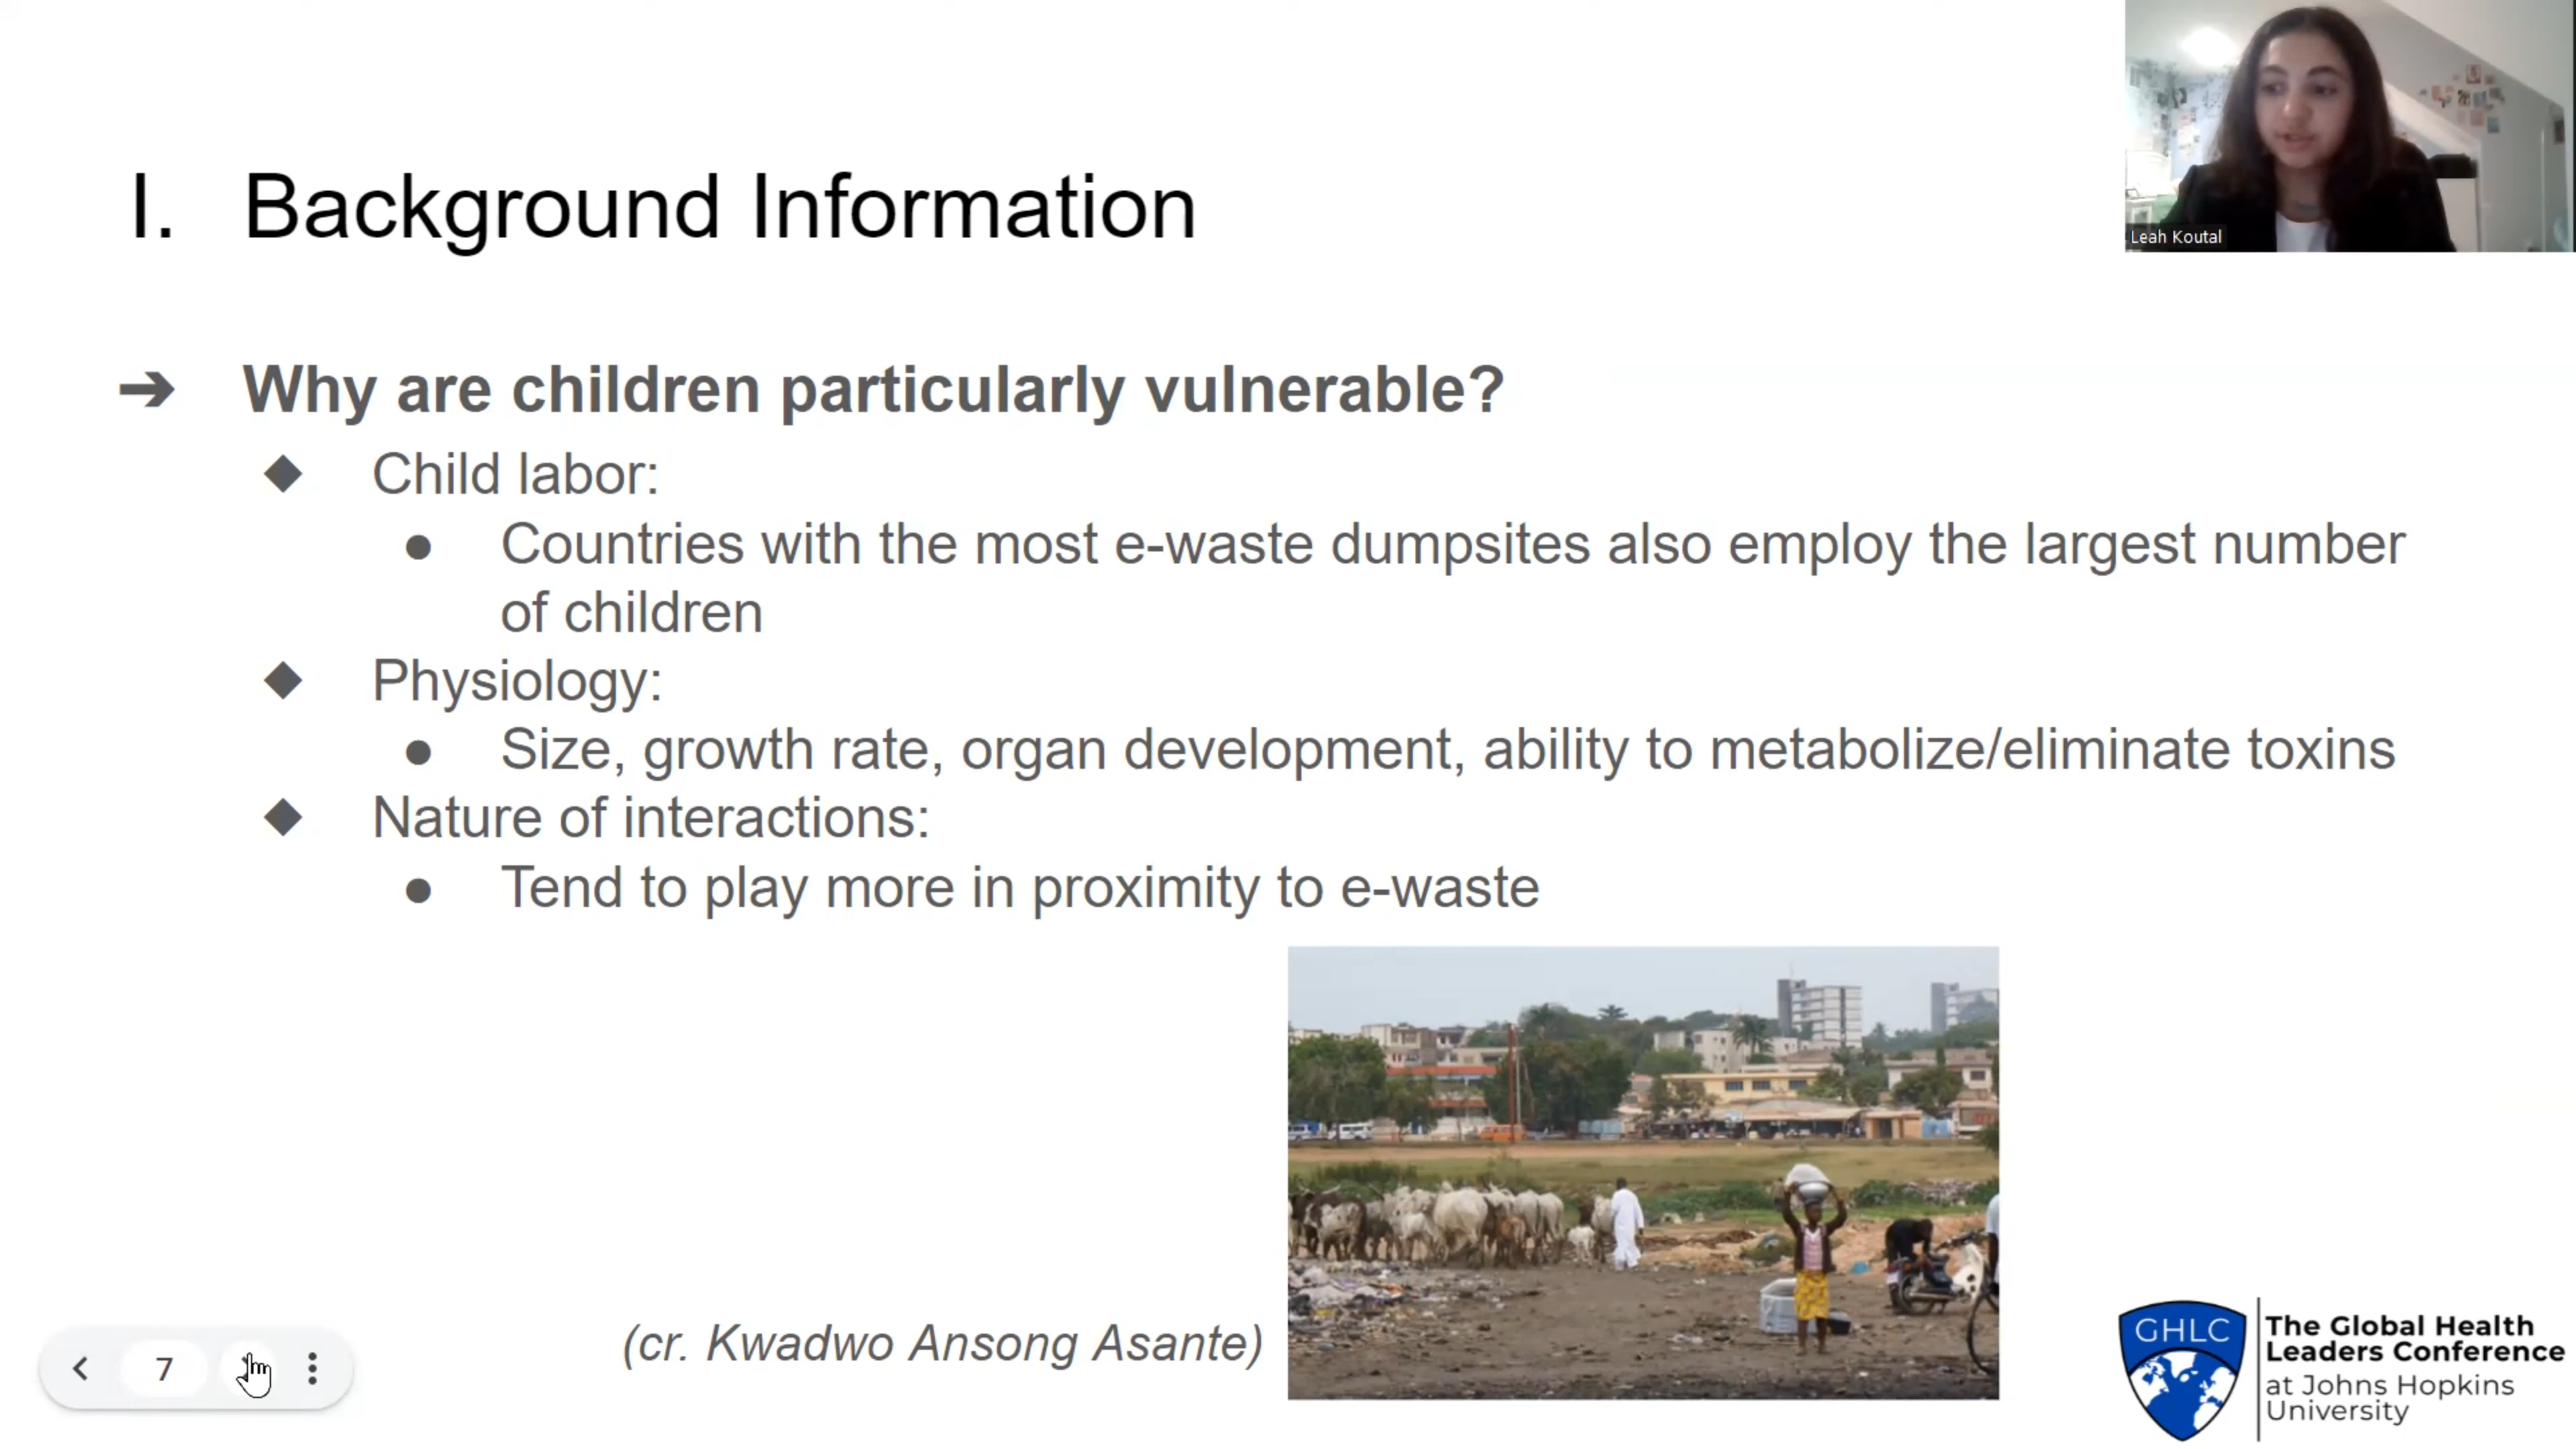 Leah Koutal
I. Background Information
➔ Why are children particularly vulnerable?
◆ Child labor:
● Countries with the most e-waste dumpsites also employ the largest number
of children
◆ Physiology:
● Size, growth rate, organ development, ability to metabolize/eliminate toxins
◆ Nature of interactions:
● Tend to play more in proximity to e-waste
(cr. Kwadwo Ansong Asante)
7
GHLC
The Global Health
Leaders Conference
at Johns Hopkins
University